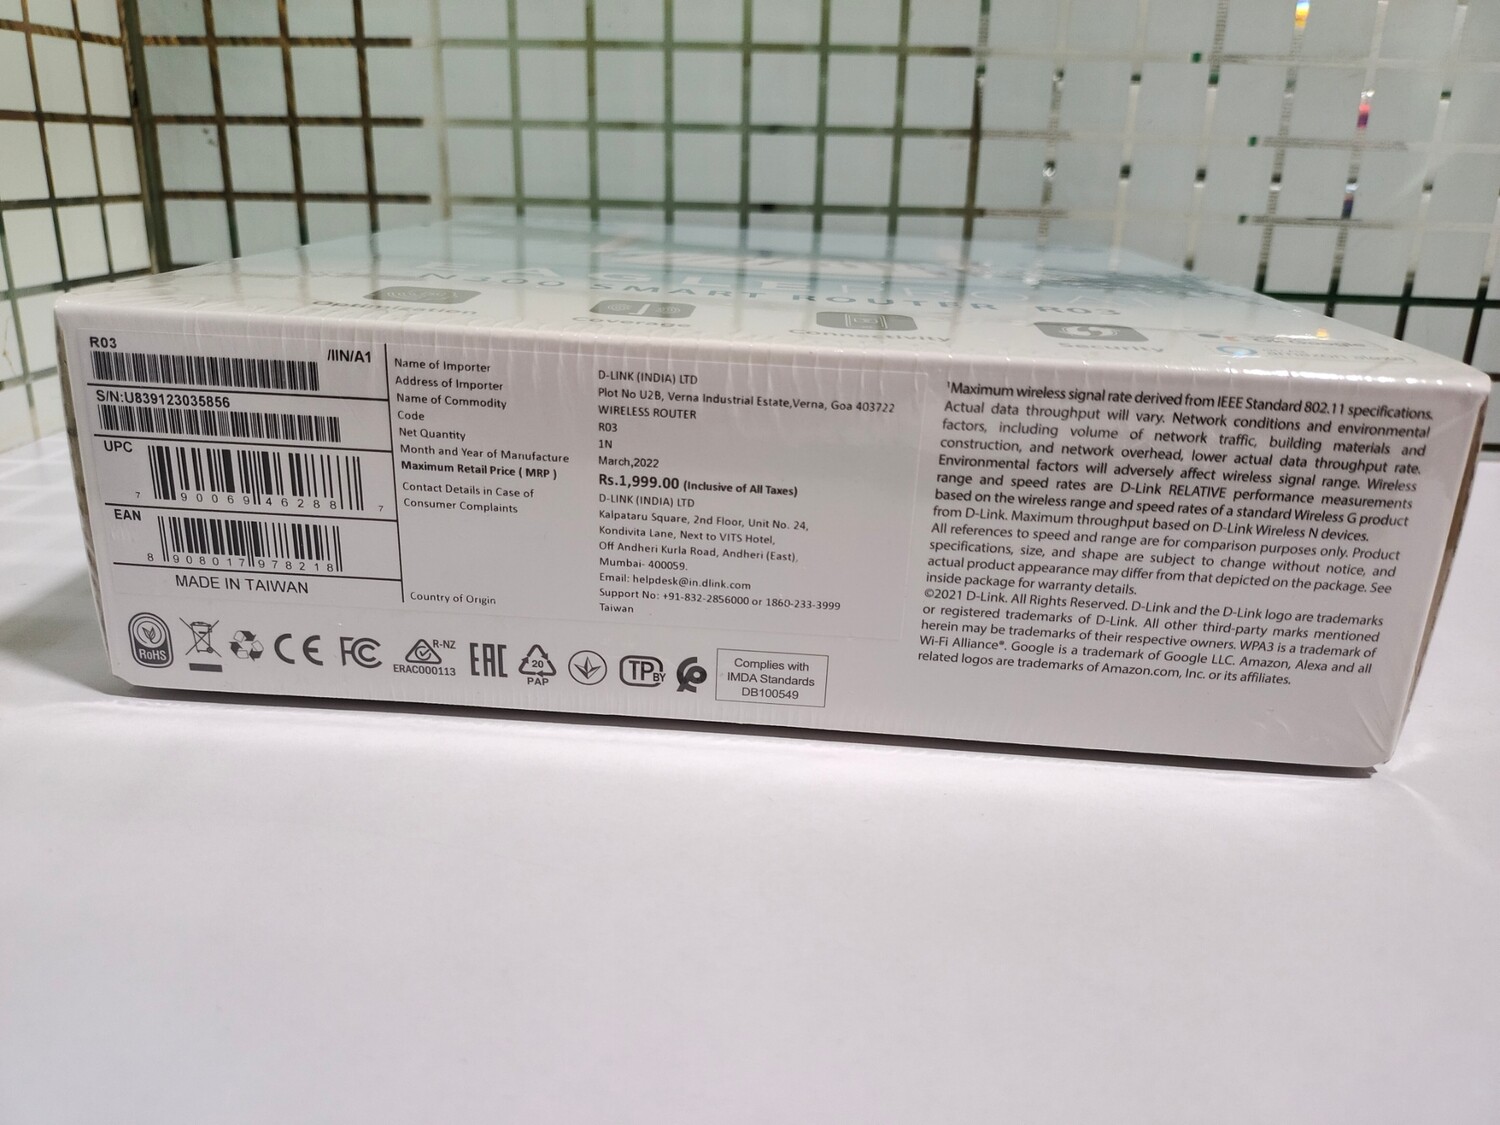 EAGLE PRO AI
N300 SMART ROUTER R03
Optimization
Coverage
Connectivity
Security
R03
/IIN/A1
S/N:U839123035856
UPC
7 90069 46288 7
EAN
8 908017 978218
MADE IN TAIWAN
Name of Importer D-LINK (INDIA) LTD
Address of Importer Plot No U2B, Verna Industrial Estate,Verna, Goa 403722
Name of Commodity WIRELESS ROUTER
Code R03
Net Quantity 1N
Month and Year of Manufacture March,2022
Maximum Retail Price ( MRP ) Rs.1,999.00 (Inclusive of All Taxes)
Contact Details in Case of D-LINK (INDIA) LTD
Consumer Complaints Kalpataru Square, 2nd Floor, Unit No. 24,
Kondivita Lane, Next to VITS Hotel,
Off Andheri Kurla Road, Andheri (East),
Mumbai- 400059.
Email: helpdesk@in.dlink.com
Support No: +91-832-2856000 or 1860-233-3999
Country of Origin Taiwan
¹Maximum wireless signal rate derived from IEEE Standard 802.11 specifications.
Actual data throughput will vary. Network conditions and environmental
factors, including volume of network traffic, building materials and
construction, and network overhead, lower actual data throughput rate.
Environmental factors will adversely affect wireless signal range. Wireless
range and speed rates are D-Link RELATIVE performance measurements
based on the wireless range and speed rates of a standard Wireless G product
from D-Link. Maximum throughput based on D-Link Wireless N devices.
All references to speed and range are for comparison purposes only. Product
specifications, size, and shape are subject to change without notice, and
actual product appearance may differ from that depicted on the package. See
inside package for warranty details.
©2021 D-Link. All Rights Reserved. D-Link and the D-Link logo are trademarks
or registered trademarks of D-Link. All other third-party marks mentioned
herein may be trademarks of their respective owners. WPA3 is a trademark of
Wi-Fi Alliance®. Google is a trademark of Google LLC. Amazon, Alexa and all
related logos are trademarks of Amazon.com, Inc. or its affiliates.
RoHS
CE
FC
R-NZ
ERAC000113
EAC
20
PAP
TP BY
Complies with
IMDA Standards
DB100549